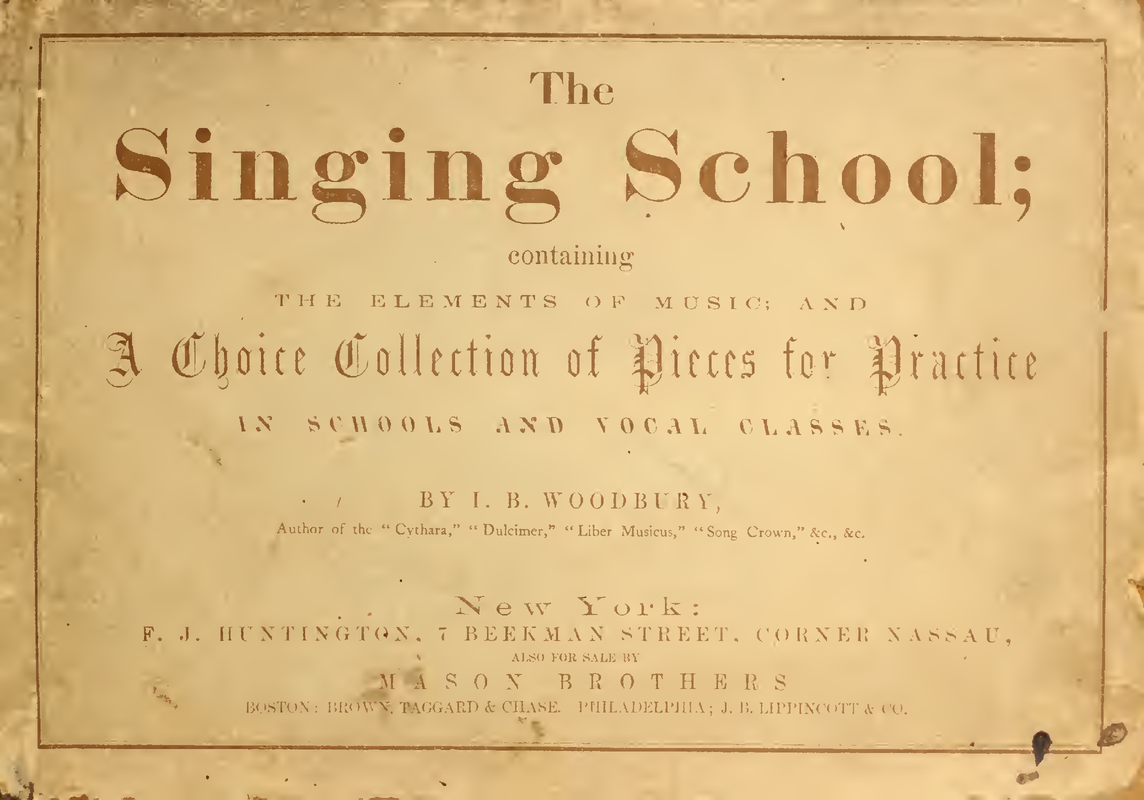 The
Singing School;
containing
THE ELEMENTS OF MUSIC; AND
A Choice Collection of Pieces for Practice
IN SCHOOLS AND VOCAL CLASSES.
BY I. B. WOODBURY,
Author of the “Cythara,” “Dulcimer,” “Liber Musicus,” “Song Crown,” &c., &c.
New York:
F. J. HUNTINGTON, 7 BEEKMAN STREET, CORNER NASSAU,
ALSO FOR SALE BY
MASON BROTHERS
BOSTON: BROWN, TAGGARD & CHASE. PHILADELPHIA; J. B. LIPPINCOTT & CO.